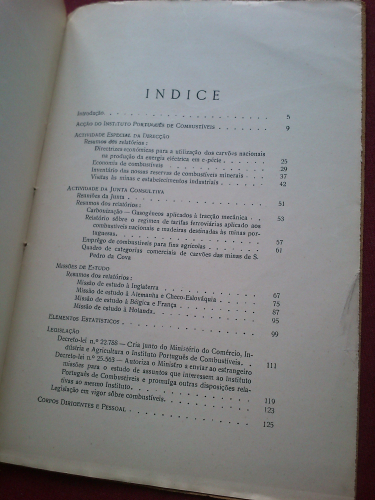 INDICE
Introdução 5
ACÇÃO DO INSTITUTO PORTUGUÊS DE COMBUSTÍVEIS 9
ACTIVIDADE ESPECIAL DA DIRECÇÃO
Resumos dos relatórios:
Directrizes económicas para a utilização dos carvões nacionais
na produção da energia eléctrica em
Economia de combustíveis 29
Inventário das nossas reservas de combustíveis minerais 37
Visitas às minas e estabelecimentos industriais 42
ACTIVIDADE DA JUNTA CONSULTIVA
Reuniões da Junta 51
Resumos dos relatórios:
Carbonização — Gasogéneos aplicados à tracção mecânica 53
Relatório sôbre o regimen de tarifas ferroviárias aplicado aos
combustíveis nacionais e madeiras destinadas às minas por-
tuguesas 57
Emprêgo de combustíveis para fins agrícolas 61
Quadro de categorias comerciais de carvões das minas de S.
Pedro da Cova
MISSÕES DE ESTUDO
Resumos dos relatórios:
Missão de estudo à Inglaterra 67
Missão de estudo à Alemanha e Checo-Eslováquia 75
Missão de estudo à Bélgica e França 87
Missão de estudo à Holanda 95
ELEMENTOS ESTATÍSTICOS 99
LEGISLAÇÃO
Decreto-lei n.º 22.788 — Cria junto do Ministério do Comércio, In-
dústria e Agricultura o Instituto Português de Combustíveis 111
Decreto-lei n.º 25.563 — Autoriza o Ministro a enviar ao estrangeiro
missões para o estudo de assuntos que interessem ao Instituto
Português de Combustíveis e promulga outras disposições rela-
tivas ao mesmo Instituto 119
Legislação em vigor sôbre combustíveis 123
CORPOS DIRIGENTES E PESSOAL 125